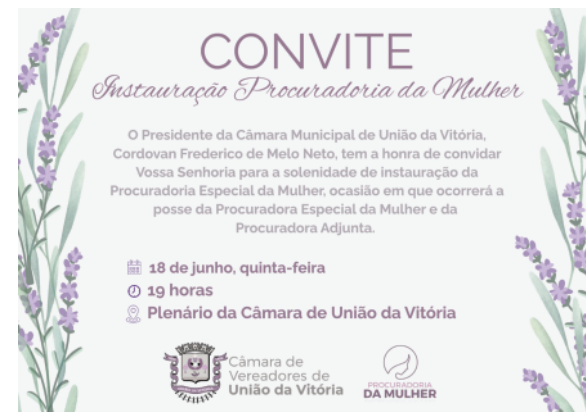 CONVITE
Instauração Procuradoria da Mulher
O Presidente da Câmara Municipal de União da Vitória,
Cordovan Frederico de Melo Neto, tem a honra de convidar
Vossa Senhoria para a solenidade de instauração da
Procuradoria Especial da Mulher, ocasião em que ocorrerá a
posse da Procuradora Especial da Mulher e da
Procuradora Adjunta.
18 de junho, quinta-feira
19 horas
Plenário da Câmara de União da Vitória
Câmara de
Vereadores de
União da Vitória
PROCURADORIA
DA MULHER